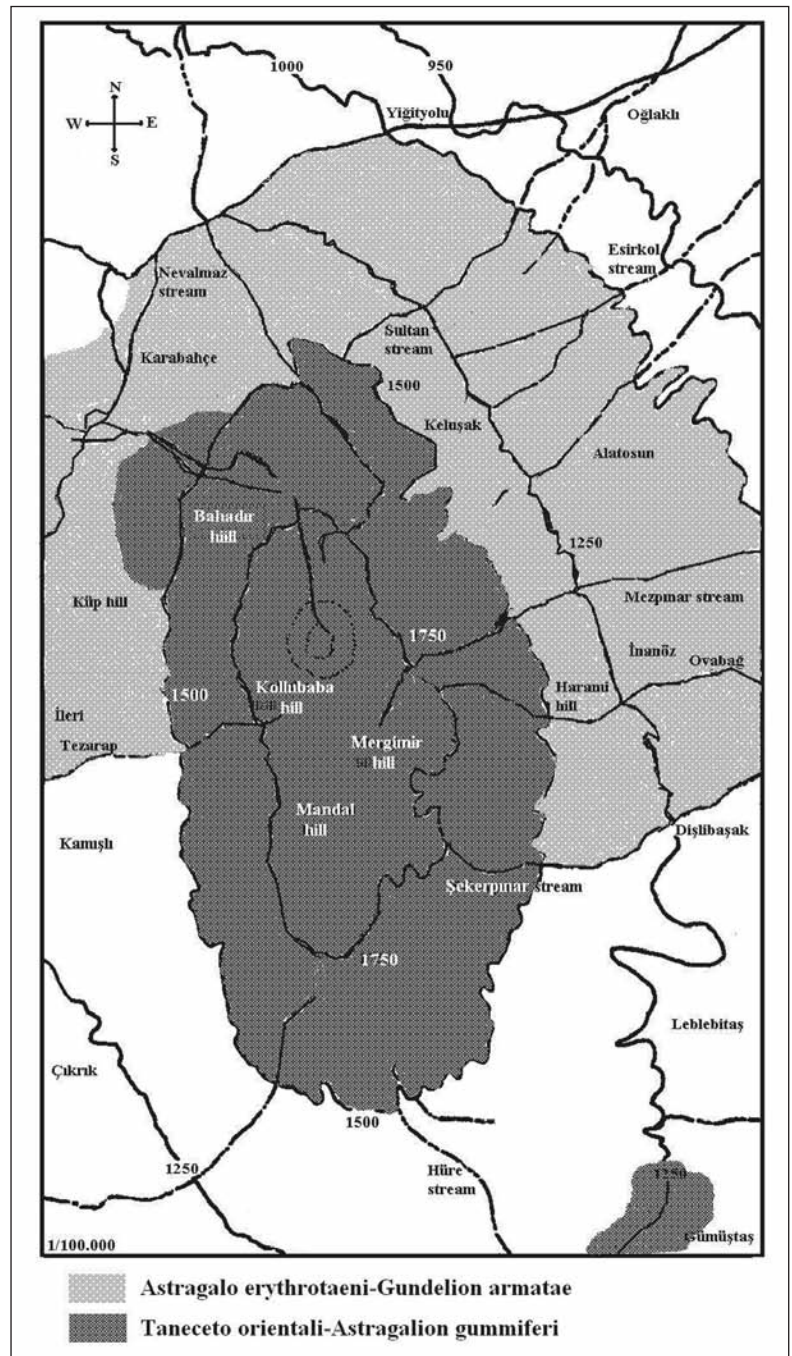 1000
950
Yiğityolu
Oğlaklı
N
W E
S
Esirkol
stream
Nevalmaz
stream
Sultan
stream
Karabahçe
1500
Keluşak
Alatosun
Bahadır
hiill
1250
Küp hill
Mezpınar stream
1750
İnanöz
Ovabağ
Kollubaba
hill
Harami
hill
1500
İleri
Tezarap
Mergimir
hill
Mandal
hill
Dişlibaşak
Kamışlı
Şekerpınar stream
1750
Leblebitaş
Çıkrık
1500
1250
Hüre
stream
1250
Gümüştaş
1/100.000
Astragalo erythrotaeni-Gundelion armatae
Taneceto orientali-Astragalion gummiferi